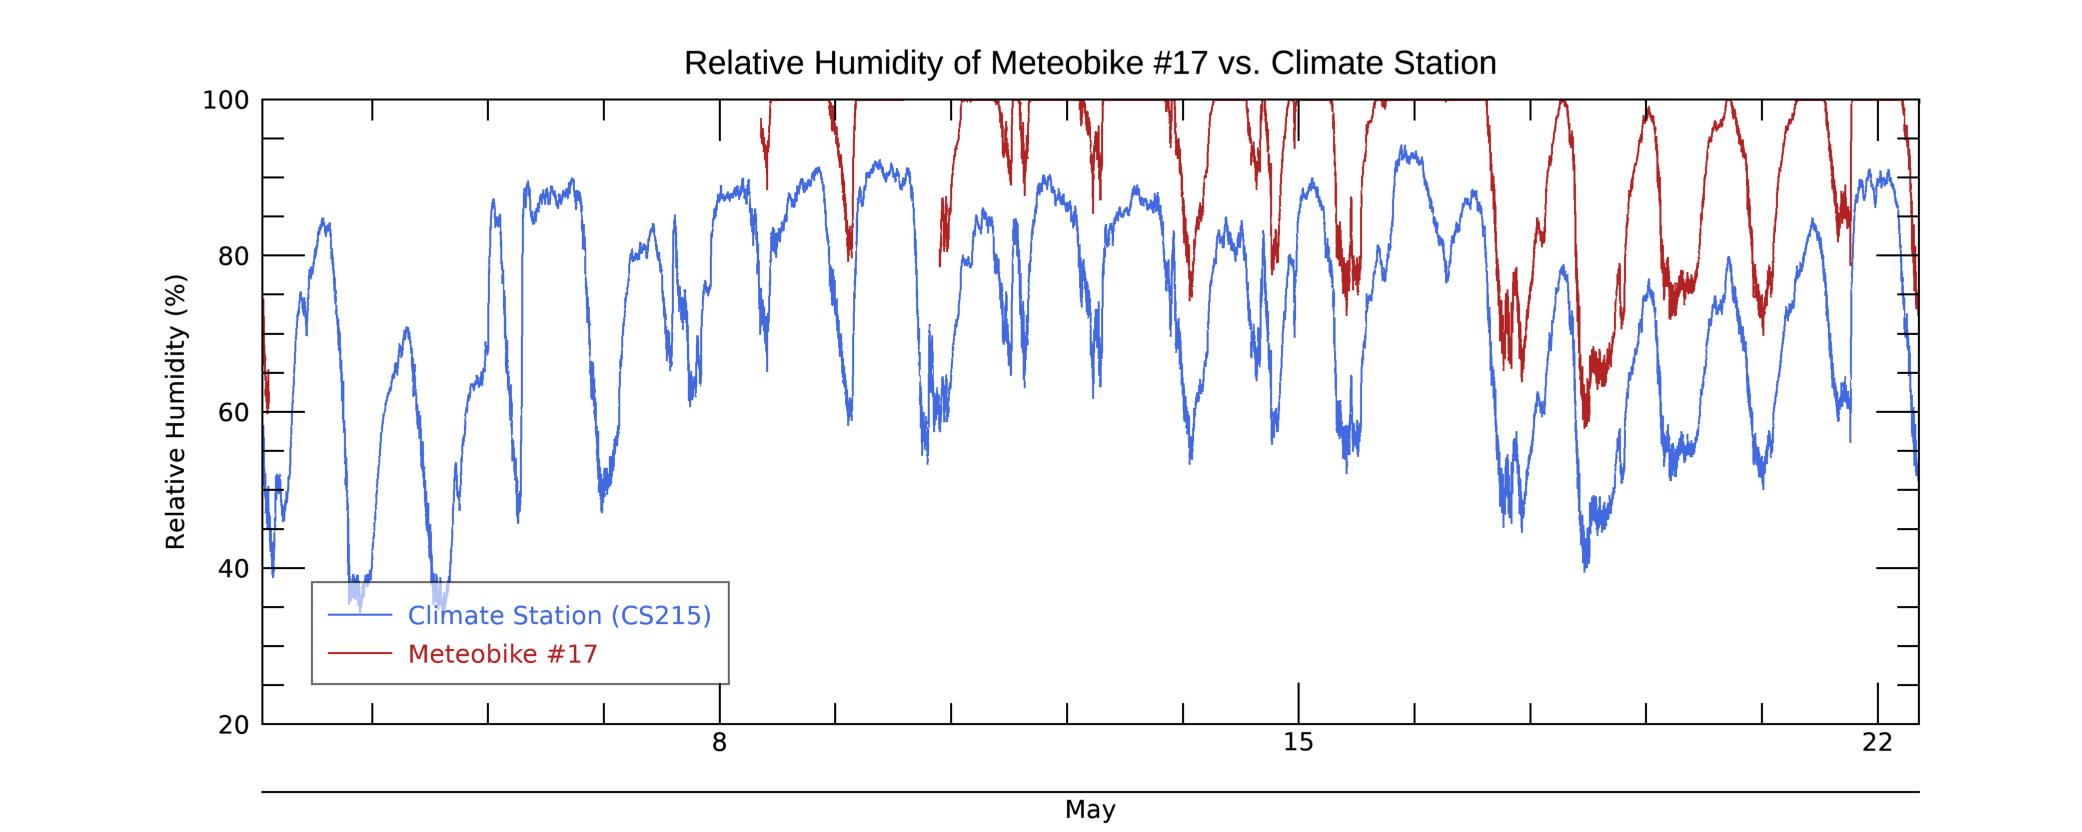 Relative Humidity of Meteobike #17 vs. Climate Station
Relative Humidity (%)
100
80
60
40
20
Climate Station (CS215)
Meteobike #17
8
15
22
May